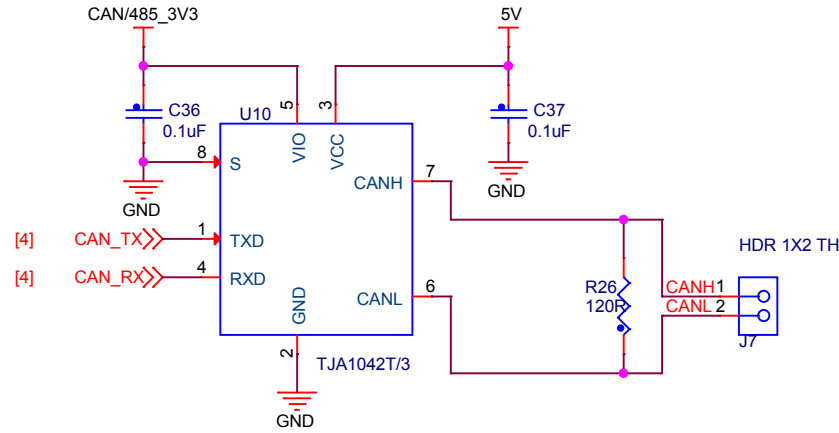 CAN/485_3V3
5V
C36
0.1uF
U10
5
3
C37
0.1uF
VIO
VCC
8
S
7
CANH
GND
GND
[4]
CAN_TX
1
TXD
HDR 1X2 TH
[4]
CAN_RX
4
RXD
R26
120R
CANH
1
CANL
2
6
CANL
GND
J7
2
TJA1042T/3
GND